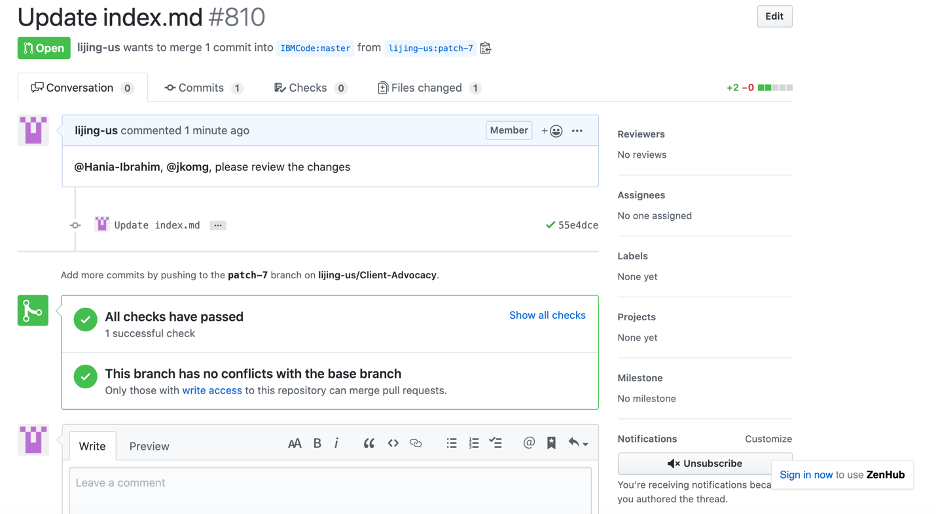 Update index.md #810
Edit
Open lijing-us wants to merge 1 commit into IBMCode:master from lijing-us:patch-7
Conversation 0
Commits 1
Checks 0
Files changed 1
+2 −0
lijing-us commented 1 minute ago
Member
@Hania-Ibrahim, @jkomg, please review the changes
Update index.md ...
55e4dce
Add more commits by pushing to the patch-7 branch on lijing-us/Client-Advocacy.
All checks have passed
Show all checks
1 successful check
This branch has no conflicts with the base branch
Only those with write access to this repository can merge pull requests.
Write
Preview
AA B i
@
Leave a comment
Reviewers
No reviews
Assignees
No one assigned
Labels
None yet
Projects
None yet
Milestone
No milestone
Notifications
Customize
Unsubscribe
You're receiving notifications beca
you authored the thread.
Sign in now to use ZenHub